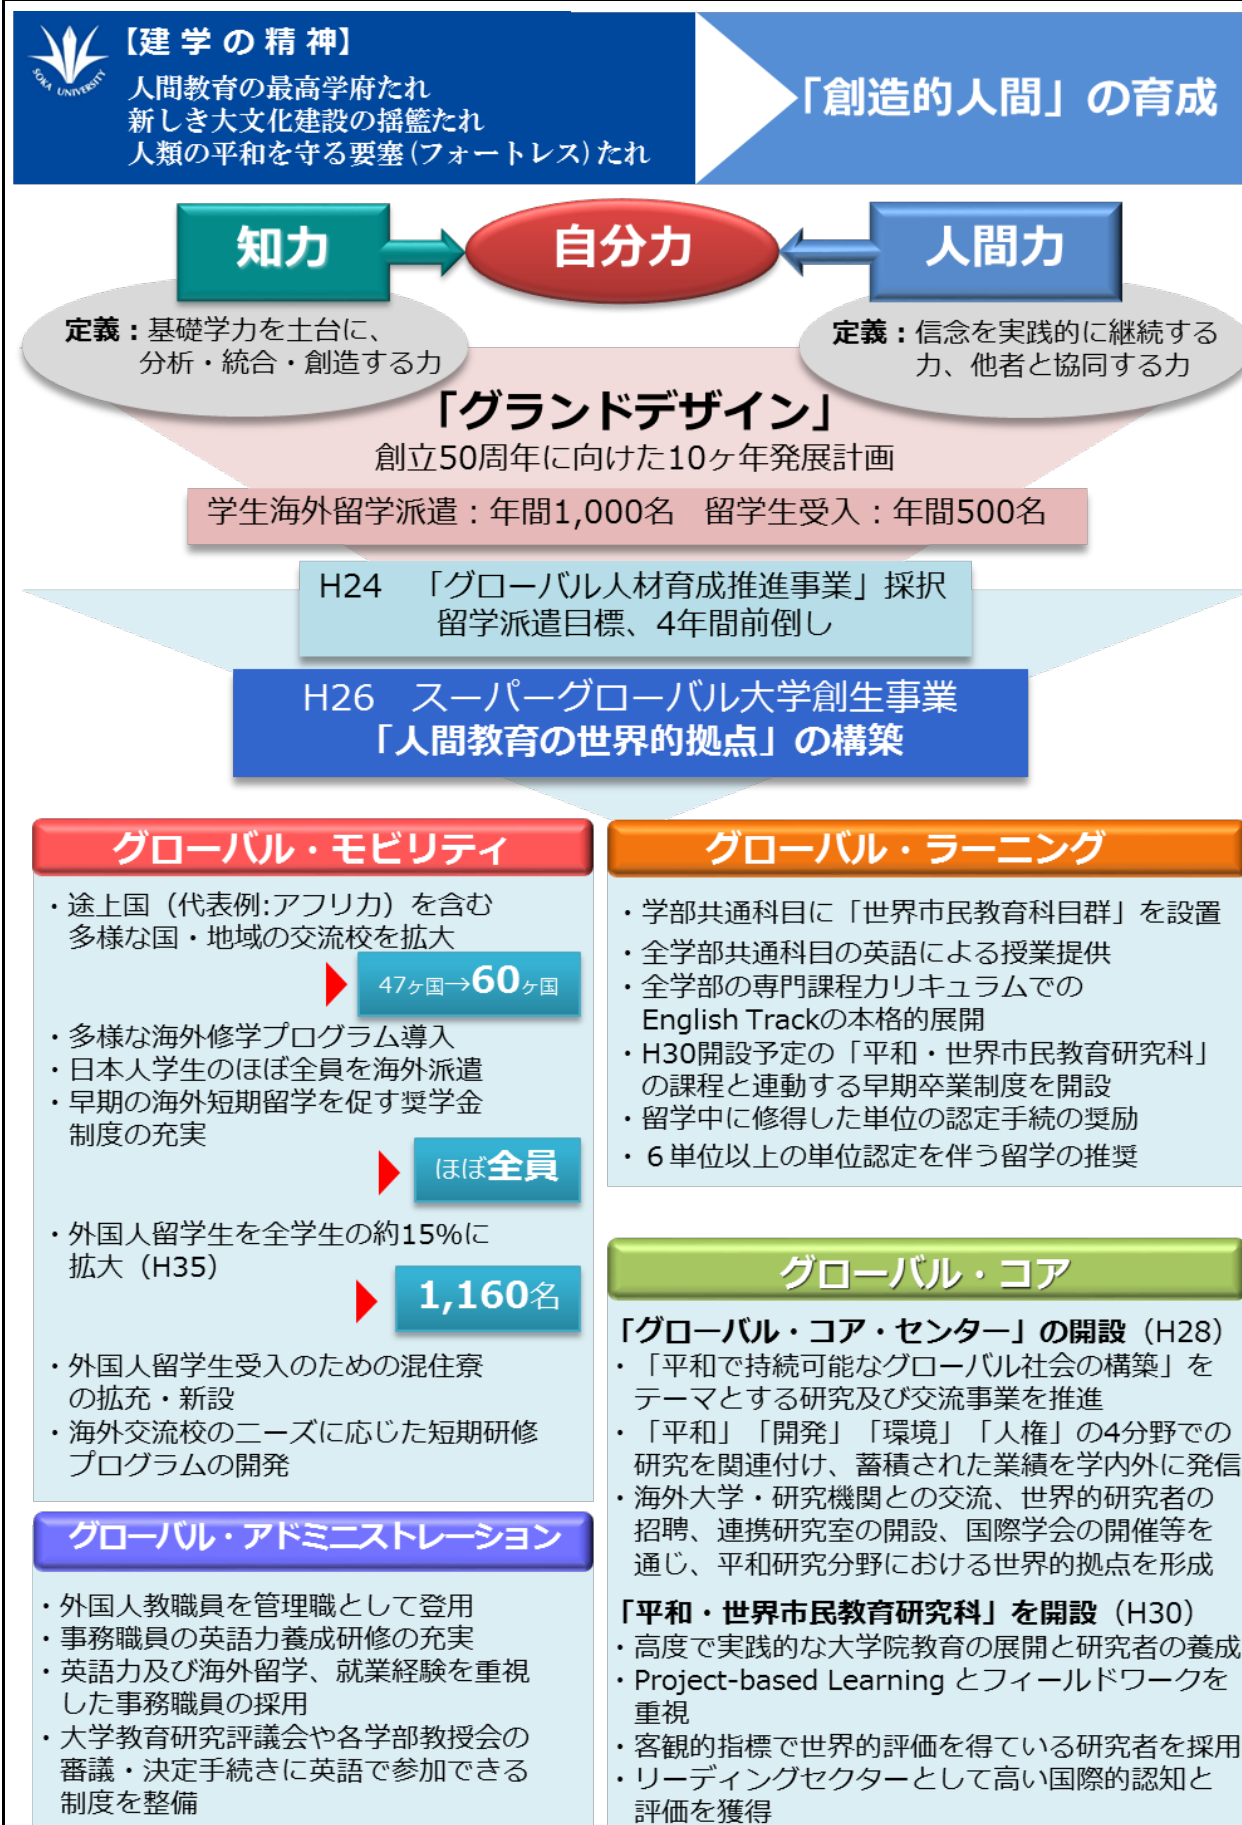 SOKA UNIVERSITY
【建学の精神】
人間教育の最高学府たれ
新しき大文化建設の揺籃たれ
人類の平和を守る要塞(フォートレス)たれ
「創造的人間」の育成
知力
自分力
人間力
定義：基礎学力を土台に、
分析・統合・創造する力
定義：信念を実践的に継続する
力、他者と協同する力
「グランドデザイン」
創立50周年に向けた10ヶ年発展計画
学生海外留学派遣：年間1,000名　留学生受入：年間500名
H24　「グローバル人材育成推進事業」採択
留学派遣目標、4年間前倒し
H26　スーパーグローバル大学創生事業
「人間教育の世界的拠点」の構築
グローバル・モビリティ
・途上国（代表例:アフリカ）を含む
多様な国・地域の交流校を拡大
47ヶ国→60ヶ国
・多様な海外修学プログラム導入
・日本人学生のほぼ全員を海外派遣
・早期の海外短期留学を促す奨学金
制度の充実
ほぼ全員
・外国人留学生を全学生の約15%に
拡大（H35）
1,160名
・外国人留学生受入のための混住寮
の拡充・新設
・海外交流校のニーズに応じた短期研修
プログラムの開発
グローバル・アドミニストレーション
・外国人教職員を管理職として登用
・事務職員の英語力養成研修の充実
・英語力及び海外留学、就業経験を重視
した事務職員の採用
・大学教育研究評議会や各学部教授会の
審議・決定手続きに英語で参加できる
制度を整備
グローバル・ラーニング
・学部共通科目に「世界市民教育科目群」を設置
・全学部共通科目の英語による授業提供
・全学部の専門課程カリキュラムでの
English Trackの本格的展開
・H30開設予定の「平和・世界市民教育研究科」
の課程と連動する早期卒業制度を開設
・留学中に修得した単位の認定手続の奨励
・６単位以上の単位認定を伴う留学の推奨
グローバル・コア
「グローバル・コア・センター」の開設（H28）
・「平和で持続可能なグローバル社会の構築」を
テーマとする研究及び交流事業を推進
・「平和」「開発」「環境」「人権」の4分野での
研究を関連付け、蓄積された業績を学内外に発信
・海外大学・研究機関との交流、世界的研究者の
招聘、連携研究室の開設、国際学会の開催等を
通じ、平和研究分野における世界的拠点を形成
「平和・世界市民教育研究科」を開設（H30）
・高度で実践的な大学院教育の展開と研究者の養成
・Project-based Learning とフィールドワークを
重視
・客観的指標で世界的評価を得ている研究者を採用
・リーディングセクターとして高い国際的認知と
評価を獲得